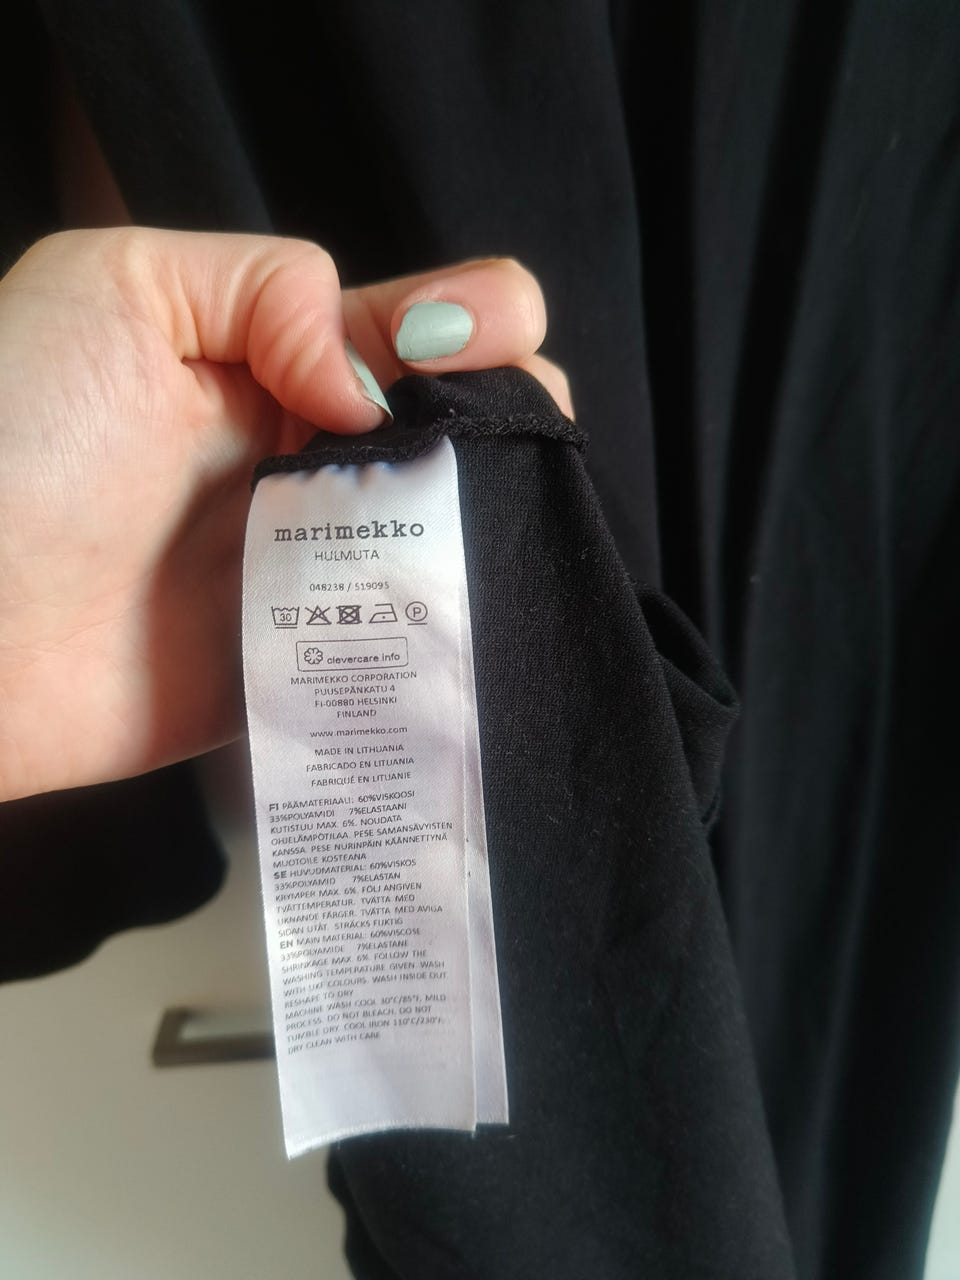 marimekko
HULMUTA
048238 / 519095
30 P
clevercare.info
MARIMEKKO CORPORATION
PUUSEPÄNKATU 4
FI-00880 HELSINKI
FINLAND
www.marimekko.com
MADE IN LITHUANIA
FABRICADO EN LITUANIA
FABRIQUÉ EN LITUANIE
FI PÄÄMATERIAALI: 60%VISKOOSI
33%POLYAMIDI 7%ELASTAANI
KUTISTUU MAX. 6%. NOUDATA
OHJELÄMPÖTILAA. PESE SAMANSÄVYISTEN
KANSSA. PESE NURINPÄIN KÄÄNNETTYNÄ
MUOTOILE KOSTEANA
SE HUVUDMATERIAL: 60%VISKOS
33%POLYAMID 7%ELASTAN
KRYMPER MAX. 6%. FÖLJ ANGIVEN
TVÄTTEMPERATUR. TVÄTTA MED
LIKNANDE FÄRGER. TVÄTTA MED AVIGA
SIDAN UTÅT. STRÄCKS FUKTIG
EN MAIN MATERIAL: 60%VISCOSE
33%POLYAMIDE 7%ELASTANE
SHRINKAGE MAX. 6%. FOLLOW THE
WASHING TEMPERATURE GIVEN. WASH
WITH LIKE COLOURS. WASH INSIDE OUT
RESHAPE TO DRY
MACHINE WASH COOL 30°C/85°F, MILD
PROCESS. DO NOT BLEACH. DO NOT
TUMBLE DRY. COOL IRON 110°C/230°F.
DRY CLEAN WITH CARE